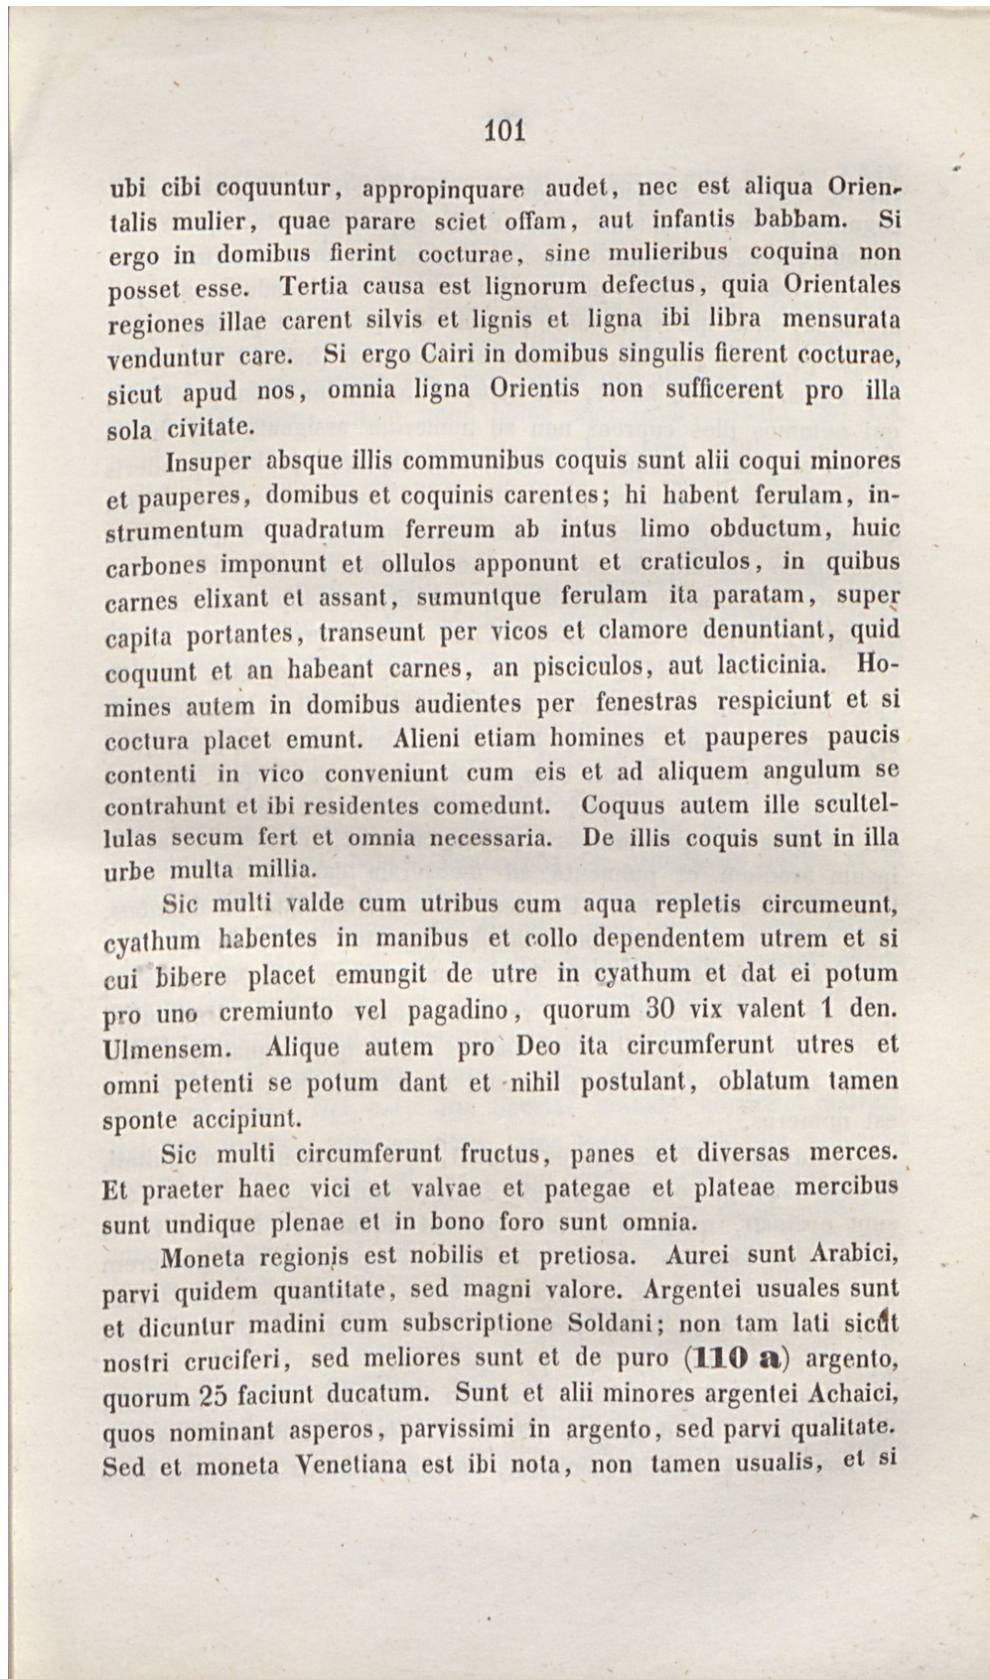 101
ubi cibi coquuntur, appropinquare audet, nec est aliqua Orien-
talis mulier, quae parare sciet offam, aut infantis babbam. Si
ergo in domibus fierint cocturae, sine mulieribus coquina non
posset esse. Tertia causa est lignorum defectus, quia Orientales
regiones illae carent silvis et lignis et ligna ibi libra mensurata
venduntur care. Si ergo Cairi in domibus singulis fierent cocturae,
sicut apud nos, omnia ligna Orientis non sufficerent pro illa
sola civitate.
Insuper absque illis communibus coquis sunt alii coqui minores
et pauperes, domibus et coquinis carentes; hi habent ferulam, in-
strumentum quadratum ferreum ab intus limo obductum, huic
carbones imponunt et ollulos apponunt et craticulos, in quibus
carnes elixant et assant, sumuntque ferulam ita paratam, super
capita portantes, transeunt per vicos et clamore denuntiant, quid
coquunt et an habeant carnes, an pisciculos, aut lacticinia. Ho-
mines autem in domibus audientes per fenestras respiciunt et si
coctura placet emunt. Alieni etiam homines et pauperes paucis
contenti in vico conveniunt cum eis et ad aliquem angulum se
contrahunt et ibi residentes comedunt. Coquus autem ille scultel-
lulas secum fert et omnia necessaria. De illis coquis sunt in illa
urbe multa millia.
Sic multi valde cum utribus cum aqua repletis circumeunt,
cyathum habentes in manibus et collo dependentem utrem et si
cui bibere placet emungit de utre in cyathum et dat ei potum
pro uno cremiunto vel pagadino, quorum 30 vix valent 1 den.
Ulmensem. Alique autem pro Deo ita circumferunt utres et
omni petenti se potum dant et nihil postulant, oblatum tamen
sponte accipiunt.
Sic multi circumferunt fructus, panes et diversas merces.
Et praeter haec vici et valvae et pategae et plateae mercibus
sunt undique plenae et in bono foro sunt omnia.
Moneta regionis est nobilis et pretiosa. Aurei sunt Arabici,
parvi quidem quantitate, sed magni valore. Argentei usuales sunt
et dicuntur madini cum subscriptione Soldani; non tam lati sicut
nostri cruciferi, sed meliores sunt et de puro (110 a) argento,
quorum 25 faciunt ducatum. Sunt et alii minores argentei Achaici,
quos nominant asperos, parvissimi in argento, sed parvi qualitate.
Sed et moneta Venetiana est ibi nota, non tamen usualis, et si